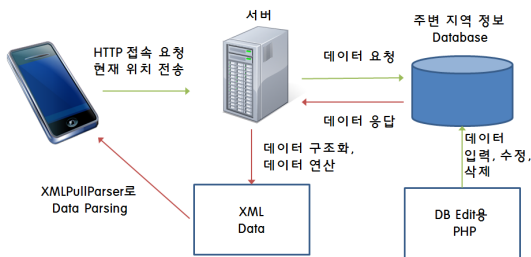 서버
주변 지역 정보
Database
HTTP 접속 요청
현재 위치 전송
데이터 요청
데이터 응답
데이터 구조화,
데이터 연산
데이터
입력, 수정,
삭제
XMLPullParser로
Data Parsing
XML
Data
DB Edit용
PHP